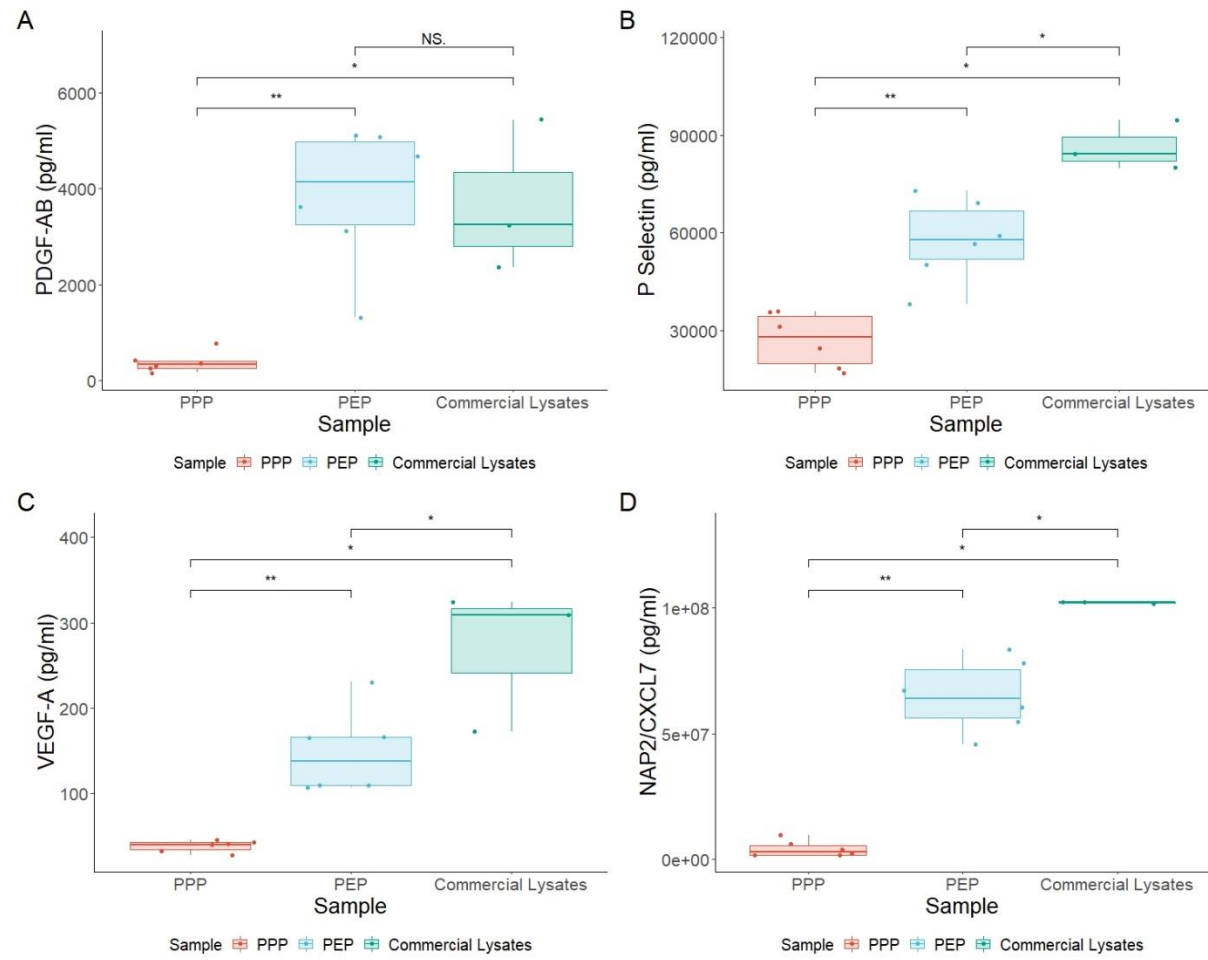 A
NS.
*
**
6000
4000
2000
0
PDGF-AB (pg/ml)
PPP PEP Commercial Lysates
Sample
Sample PPP PEP Commercial Lysates
B
*
*
**
120000
90000
60000
30000
P Selectin (pg/ml)
PPP PEP Commercial Lysates
Sample
Sample PPP PEP Commercial Lysates
C
*
*
**
400
300
200
100
VEGF-A (pg/ml)
PPP PEP Commercial Lysates
Sample
Sample PPP PEP Commercial Lysates
D
*
*
**
1e+08
5e+07
0e+00
NAP2/CXCL7 (pg/ml)
PPP PEP Commercial Lysates
Sample
Sample PPP PEP Commercial Lysates